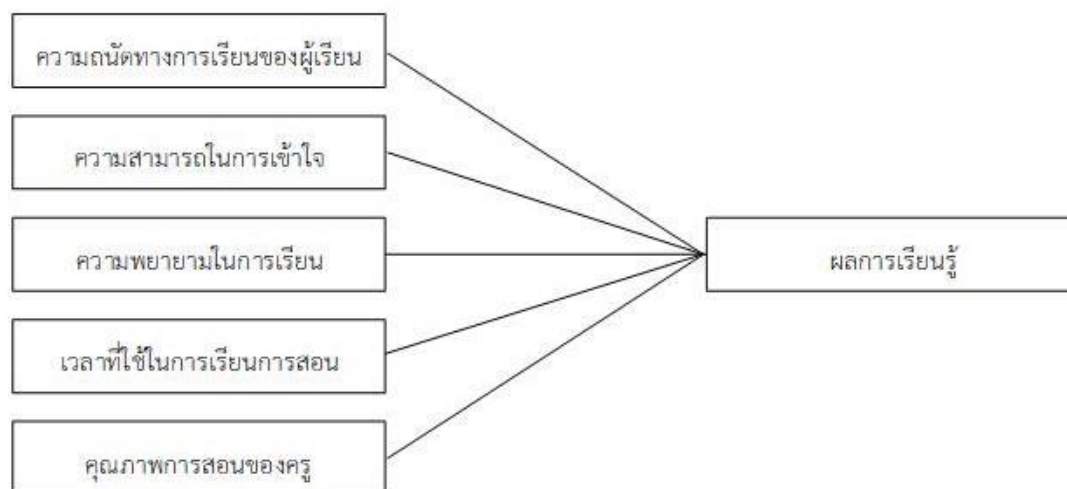 ความถนัดทางการเรียนของผู้เรียน
ความสามารถในการเข้าใจ
ความพยายามในการเรียน
ผลการเรียนรู้
เวลาที่ใช้ในการเรียนการสอน
คุณภาพการสอนของครู